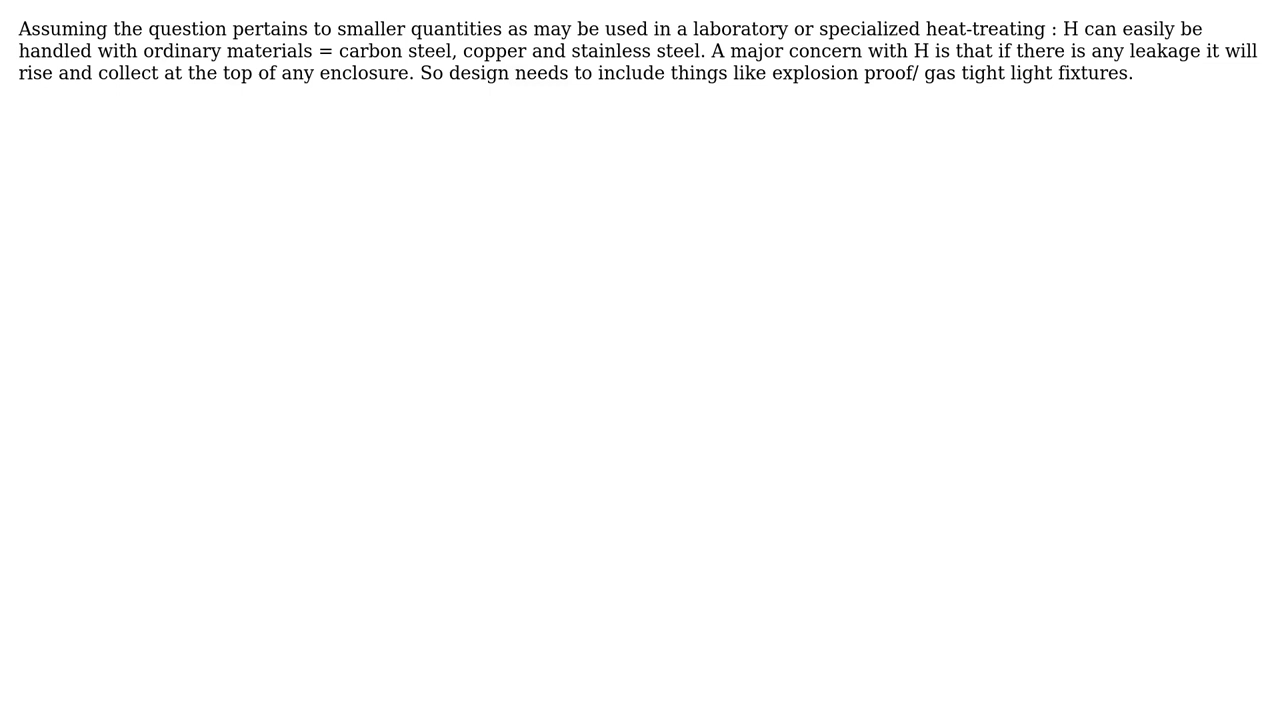 Assuming the question pertains to smaller quantities as may be used in a laboratory or specialized heat-treating : H can easily be
handled with ordinary materials = carbon steel, copper and stainless steel. A major concern with H is that if there is any leakage it will
rise and collect at the top of any enclosure. So design needs to include things like explosion proof/ gas tight light fixtures.